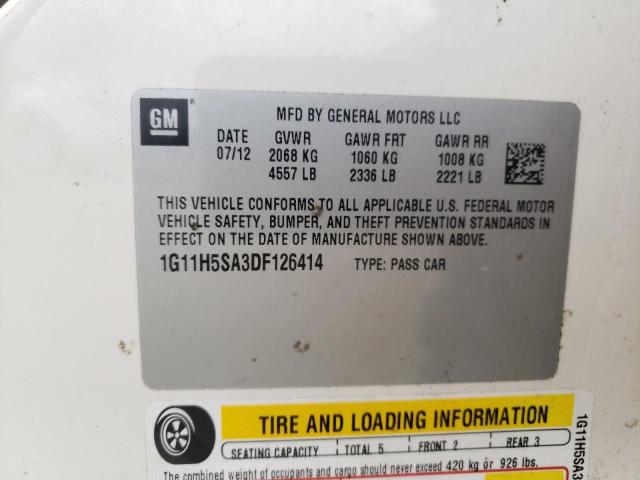 GM ®
MFD BY GENERAL MOTORS LLC
DATE GVWR GAWR FRT GAWR RR
07/12 2068 KG 1060 KG 1008 KG
4557 LB 2336 LB 2221 LB
THIS VEHICLE CONFORMS TO ALL APPLICABLE U.S. FEDERAL MOTOR
VEHICLE SAFETY, BUMPER, AND THEFT PREVENTION STANDARDS IN
EFFECT ON THE DATE OF MANUFACTURE SHOWN ABOVE.
1G11H5SA3DF126414 TYPE: PASS CAR
TIRE AND LOADING INFORMATION
SEATING CAPACITY TOTAL 5 FRONT 2 REAR 3
The combined weight of occupants and cargo should never exceed 420 kg or 926 lbs.
1G11H5SA3